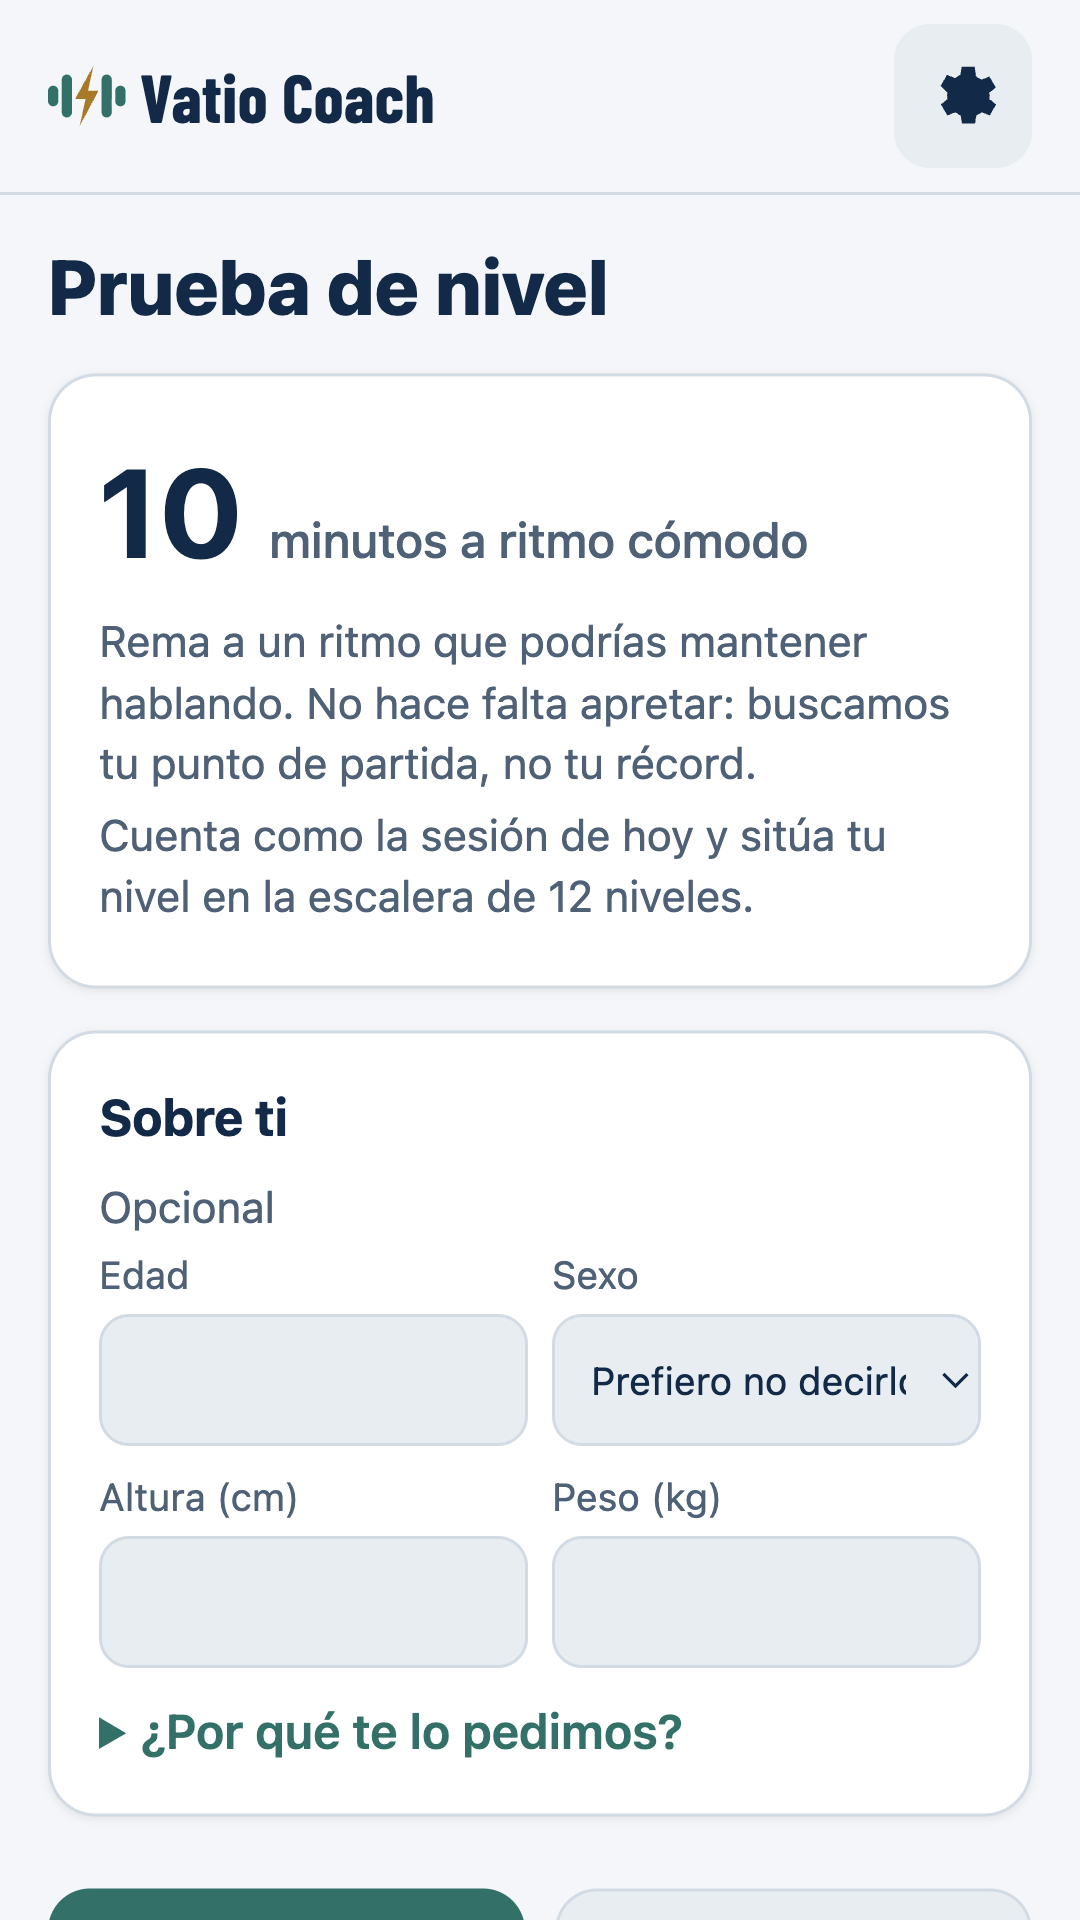 Vatio Coach
Prueba de nivel
10 minutos a ritmo cómodo
Rema a un ritmo que podrías mantener
hablando. No hace falta apretar: buscamos
tu punto de partida, no tu récord.
Cuenta como la sesión de hoy y sitúa tu
nivel en la escalera de 12 niveles.
Sobre ti
Opcional
Edad
Sexo
Prefiero no decirlo
Altura (cm)
Peso (kg)
¿Por qué te lo pedimos?